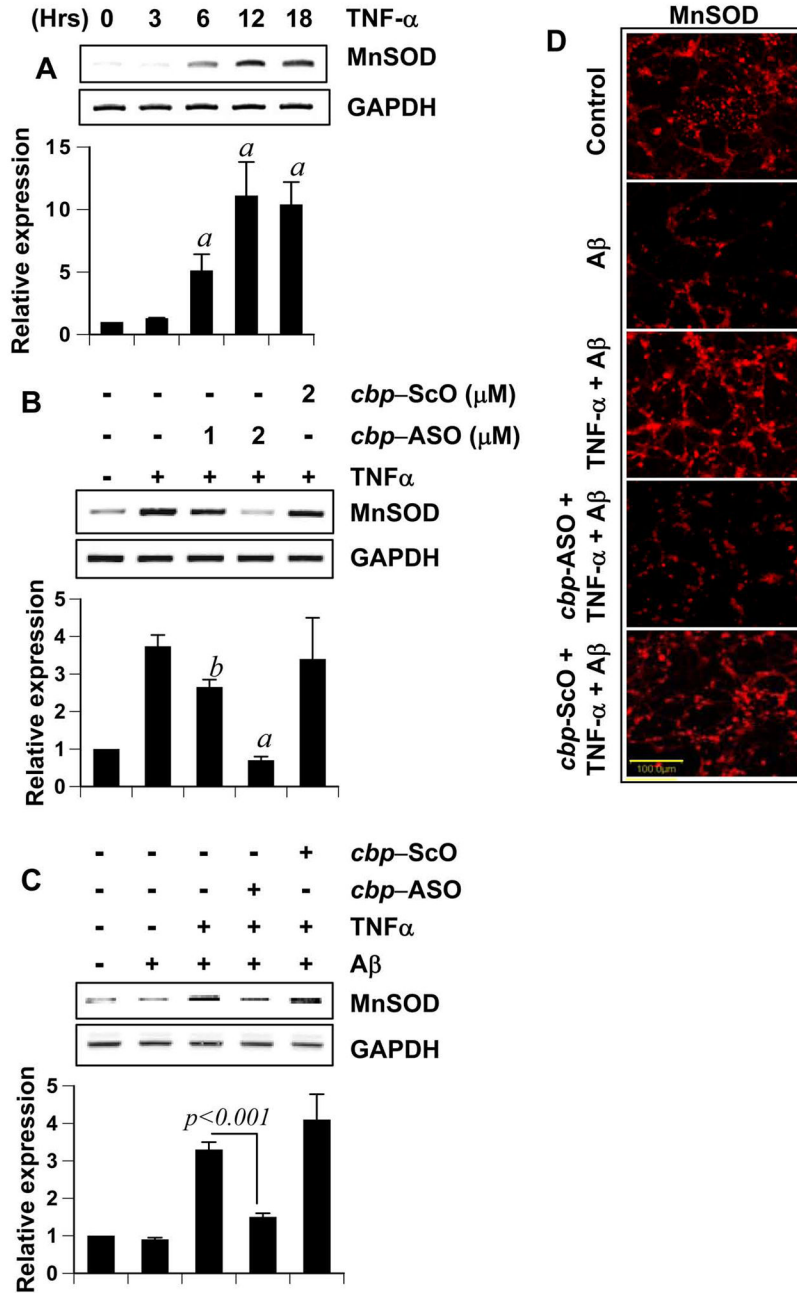 (Hrs) 0 3 6 12 18 TNF-α
A
MnSOD
GAPDH
Relative expression
15
10
5
0
a
a
a
B
- - - - 2 cbp–ScO (μM)
- - 1 2 - cbp–ASO (μM)
- + + + + TNFα
MnSOD
GAPDH
Relative expression
5
4
3
2
1
0
b
a
C
- - - - + cbp–ScO
- - - + - cbp–ASO
- - + + + TNFα
- + + + + Aβ
MnSOD
GAPDH
Relative expression
5
4
3
2
1
0
p<0.001
D
MnSOD
Control
Aβ
TNF-α + Aβ
cbp-ASO +
TNF-α + Aβ
cbp-ScO +
TNF-α + Aβ
100.0μm